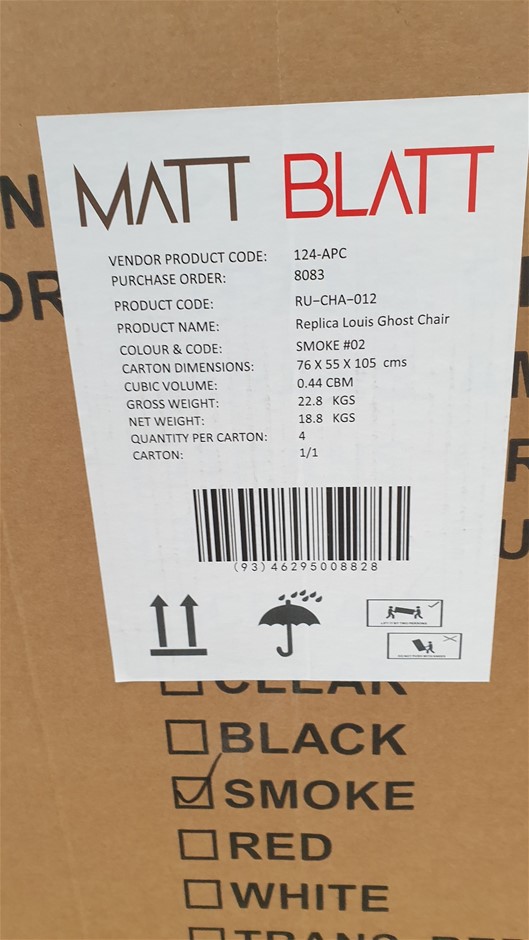 MATT BLATT
VENDOR PRODUCT CODE: 124-APC
PURCHASE ORDER: 8083
PRODUCT CODE: RU-CHA-012
PRODUCT NAME: Replica Louis Ghost Chair
COLOUR & CODE: SMOKE #02
CARTON DIMENSIONS: 76 X 55 X 105 cms
CUBIC VOLUME: 0.44 CBM
GROSS WEIGHT: 22.8 KGS
NET WEIGHT: 18.8 KGS
QUANTITY PER CARTON: 4
CARTON: 1/1
(93)46295008828
CLEAR
BLACK
SMOKE
RED
WHITE